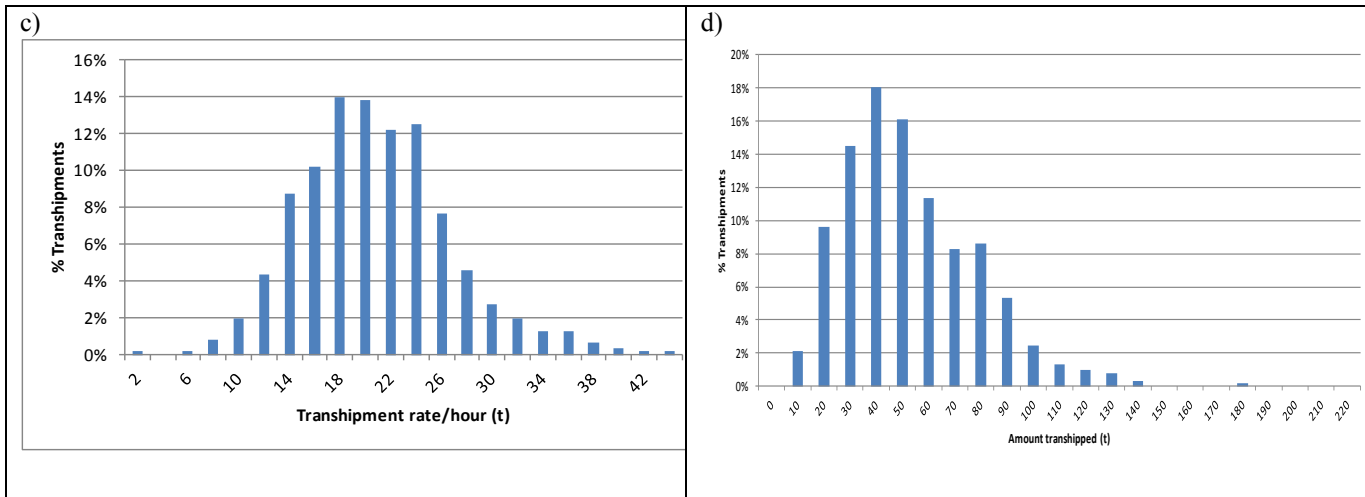 c)
16%
14%
12%
10%
8%
6%
4%
2%
0%
% Transhipments
2 6 10 14 18 22 26 30 34 38 42
Transhipment rate/hour (t)
d)
20%
18%
16%
14%
12%
10%
8%
6%
4%
2%
0%
% Transhipments
0 10 20 30 40 50 60 70 80 90 100 110 120 130 140 150 160 170 180 190 200 210 220
Amount transhipped (t)